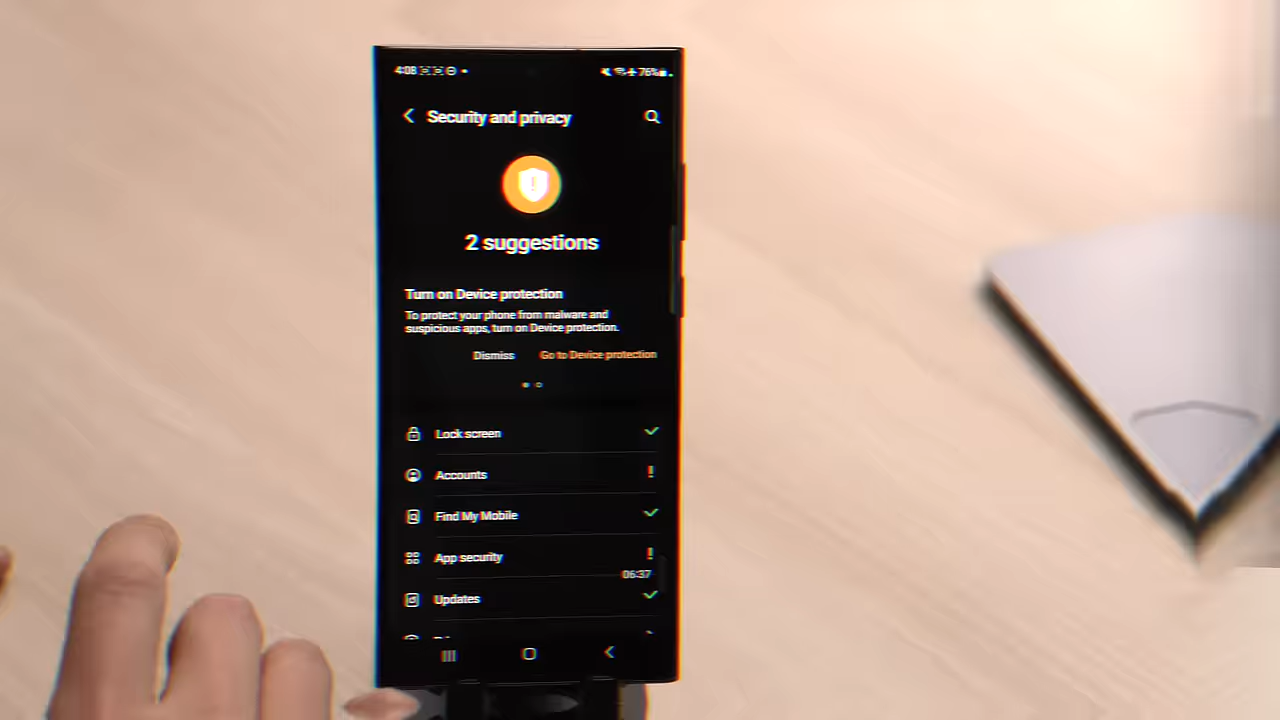 4:08
76%
Security and privacy
2 suggestions
Turn on Device protection
To protect your phone from malware and
suspicious apps, turn on Device protection.
Dismiss Go to Device protection
Lock screen
Accounts
Find My Mobile
App security
06:37
Updates